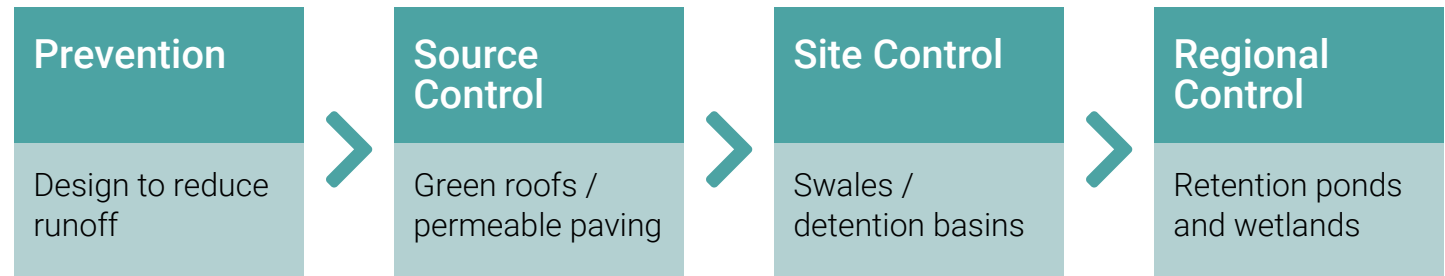 Prevention
Design to reduce
runoff
Source
Control
Green roofs /
permeable paving
Site Control
Swales /
detention basins
Regional
Control
Retention ponds
and wetlands